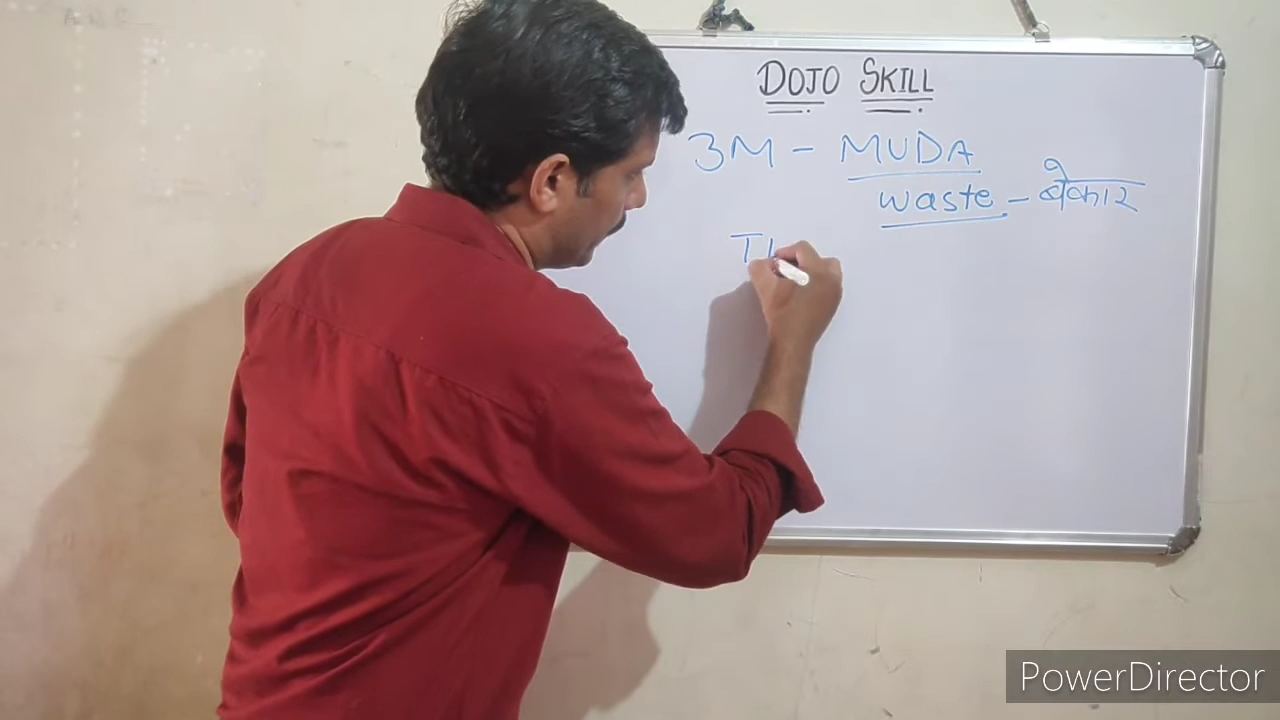 DOJO SKILL
3M - MUDA
waste - बेकार
PowerDirector